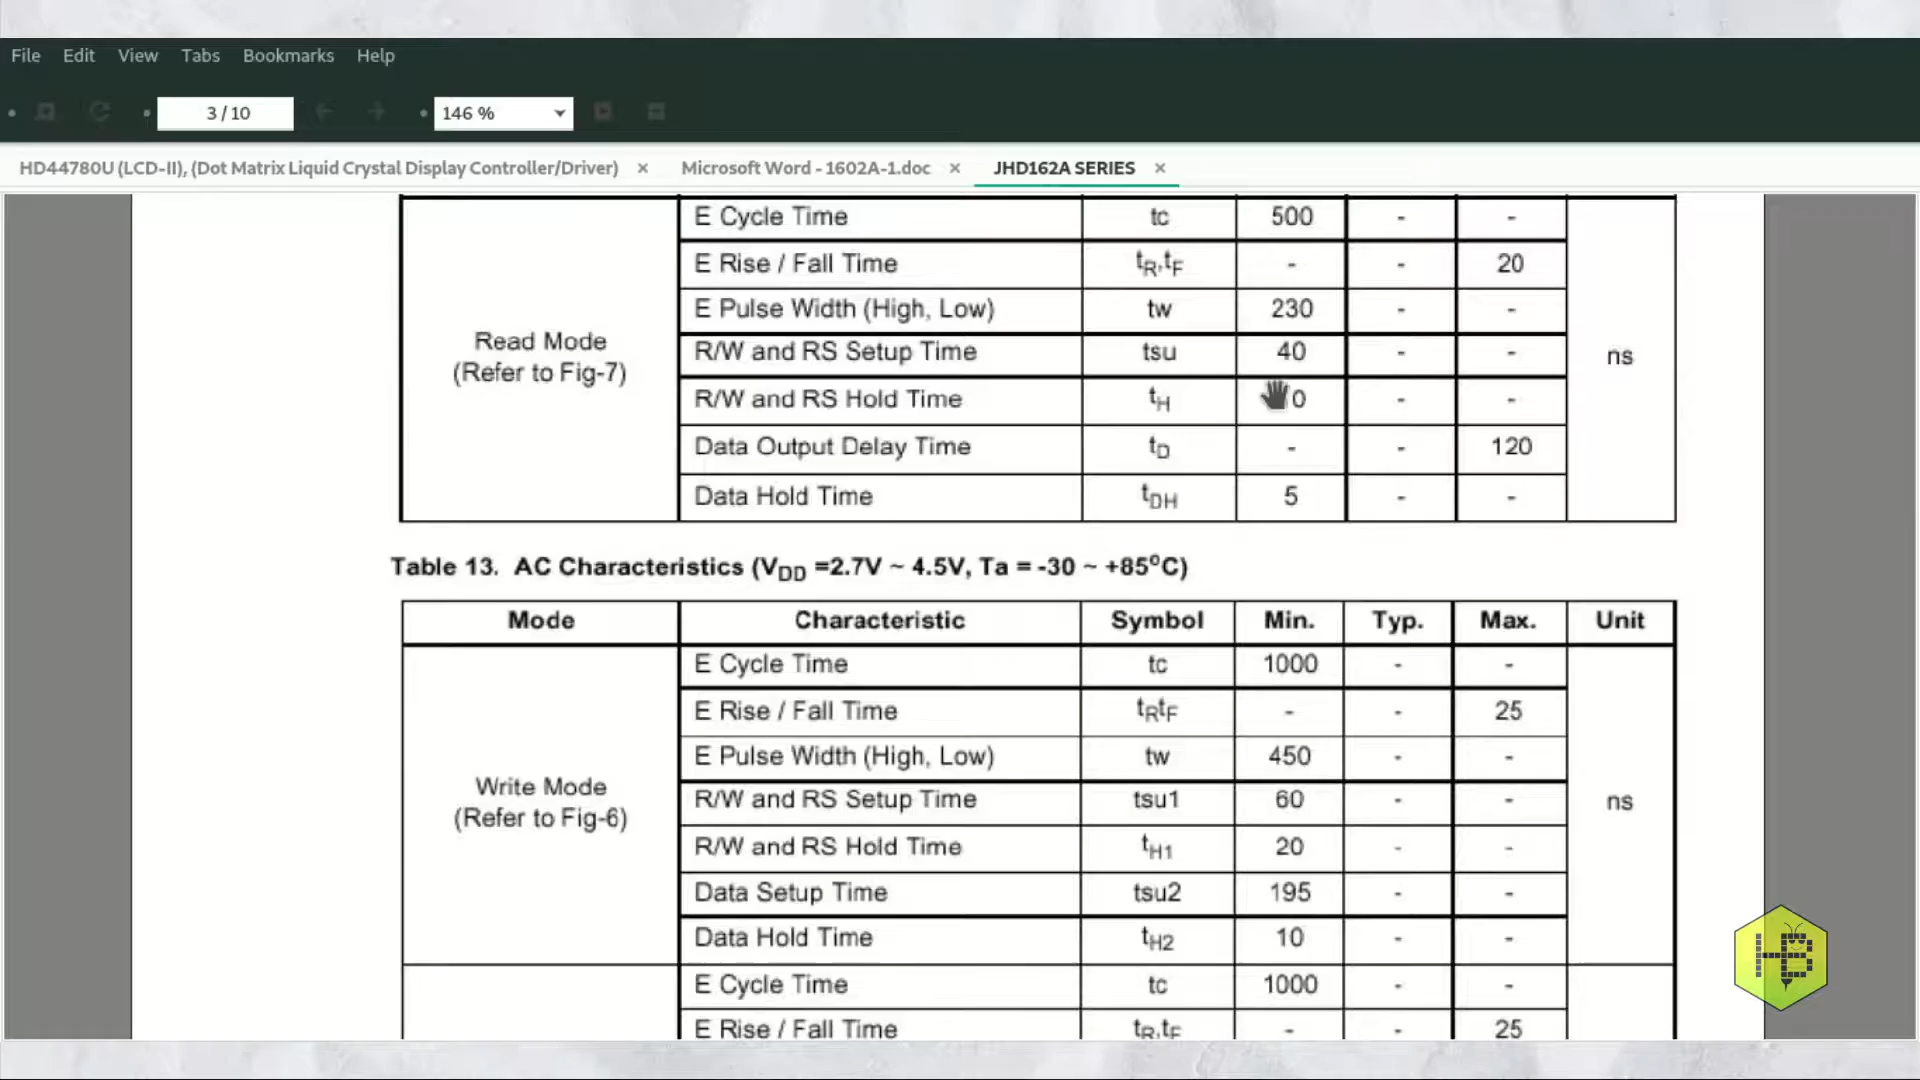 File Edit View Tabs Bookmarks Help
3 / 10 146 %
HD44780U (LCD-II), (Dot Matrix Liquid Crystal Display Controller/Driver) × Microsoft Word - 1602A-1.doc × JHD162A SERIES ×
E Cycle Time tc 500 - -
E Rise / Fall Time tR,tF - - 20
E Pulse Width (High, Low) tw 230 - -
Read Mode
(Refer to Fig-7)
R/W and RS Setup Time tsu 40 - -
ns
R/W and RS Hold Time tH 0 - -
Data Output Delay Time tD - - 120
Data Hold Time tDH 5 - -
Table 13. AC Characteristics (VDD =2.7V ~ 4.5V, Ta = -30 ~ +85°C)
Mode Characteristic Symbol Min. Typ. Max. Unit
E Cycle Time tc 1000 - -
E Rise / Fall Time tRtF - - 25
E Pulse Width (High, Low) tw 450 - -
Write Mode
(Refer to Fig-6)
R/W and RS Setup Time tsu1 60 - -
ns
R/W and RS Hold Time tH1 20 - -
Data Setup Time tsu2 195 - -
Data Hold Time tH2 10 - -
E Cycle Time tc 1000 - -
E Rise / Fall Time tR,tF - - 25
HB